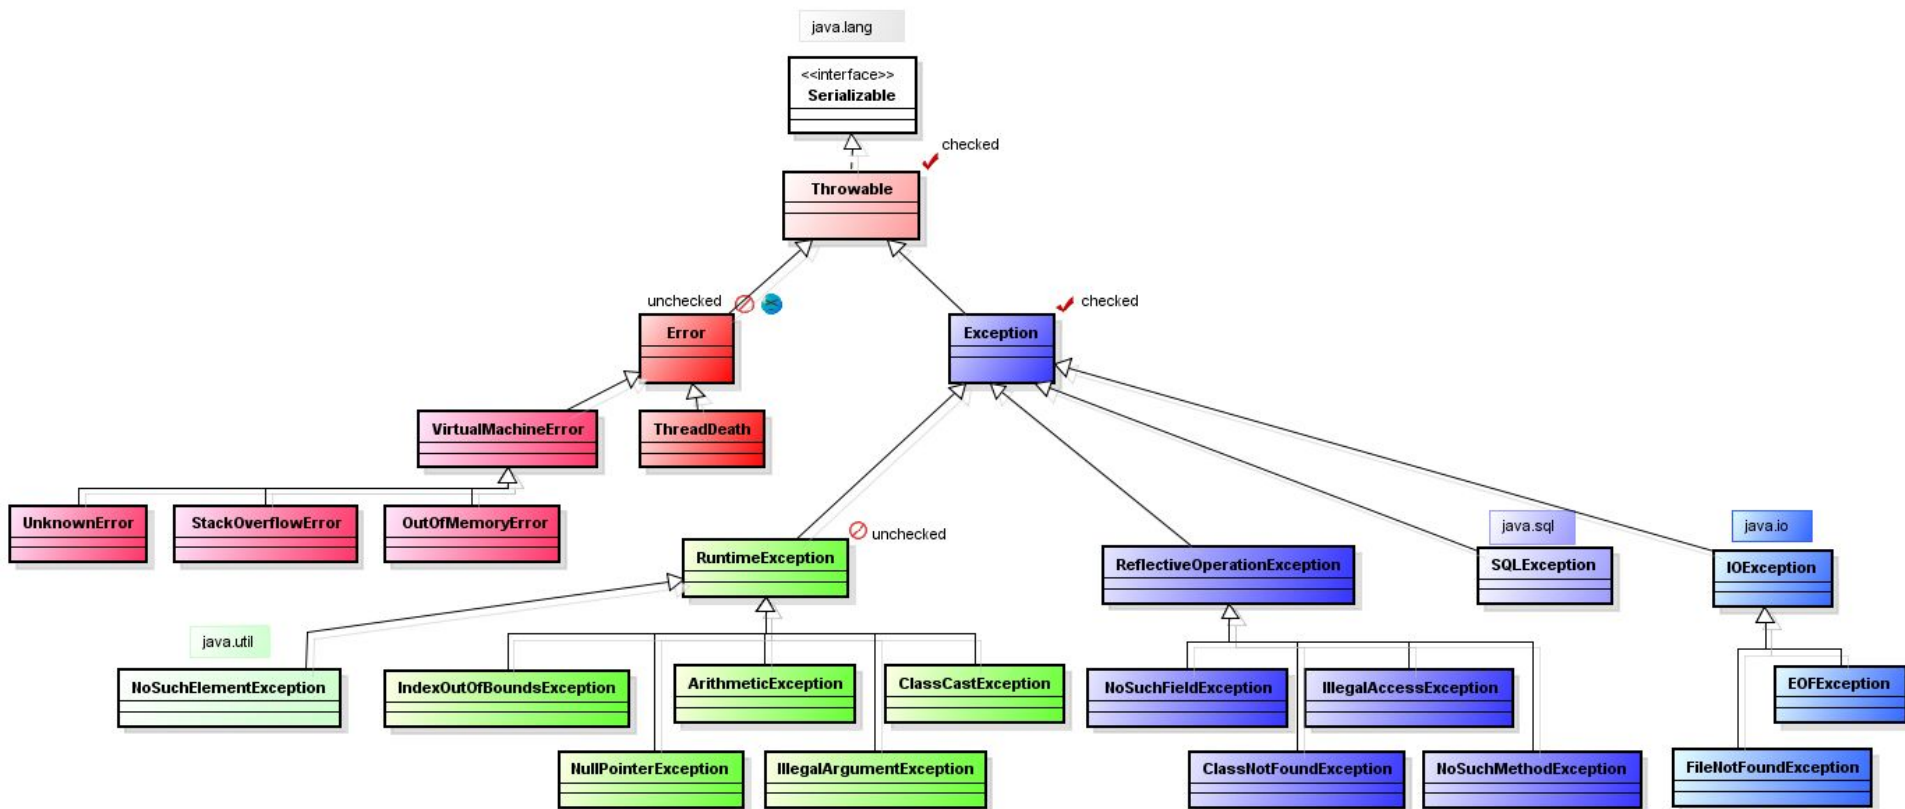 java.lang
<<interface>>
Serializable
checked
Throwable
unchecked
checked
Error
Exception
VirtualMachineError
ThreadDeath
UnknownError
StackOverflowError
OutOfMemoryError
unchecked
java.sql
java.io
RuntimeException
ReflectiveOperationException
SQLException
IOException
java.util
NoSuchElementException
IndexOutOfBoundsException
ArithmeticException
ClassCastException
NoSuchFieldException
IllegalAccessException
EOFException
NullPointerException
IllegalArgumentException
ClassNotFoundException
NoSuchMethodException
FileNotFoundException